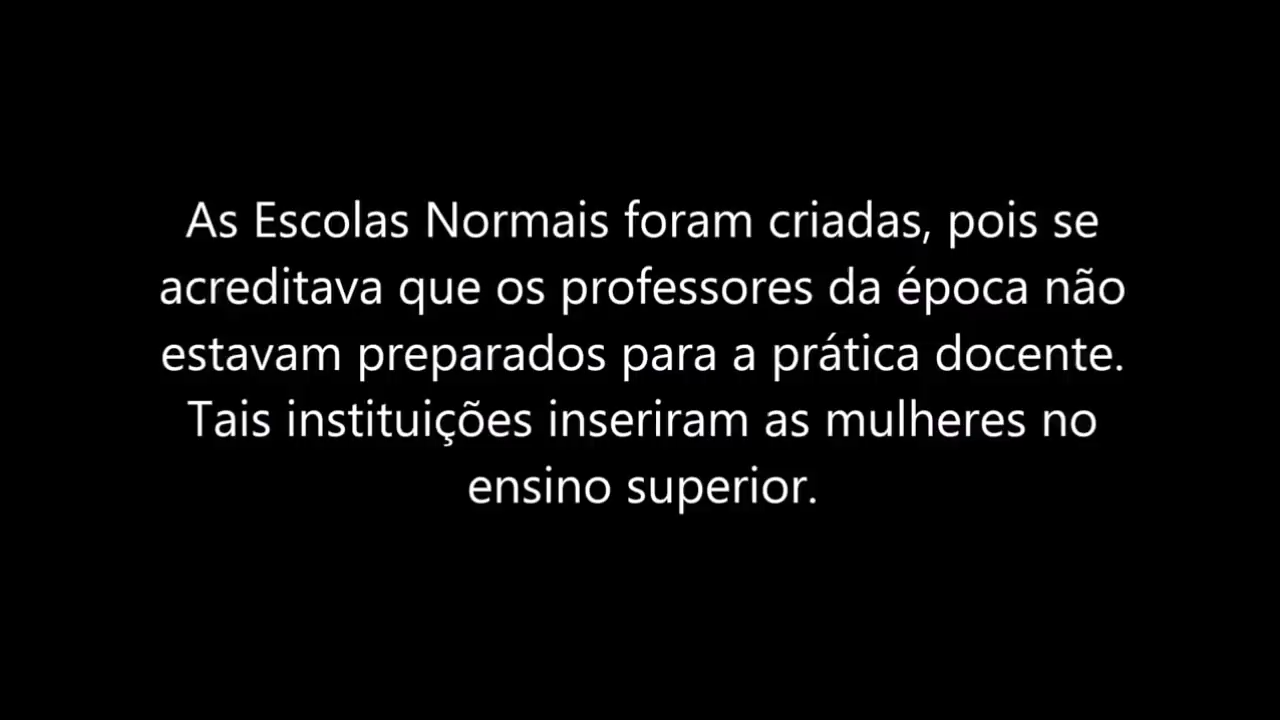 As Escolas Normais foram criadas, pois se
acreditava que os professores da época não
estavam preparados para a prática docente.
Tais instituições inseriram as mulheres no
ensino superior.